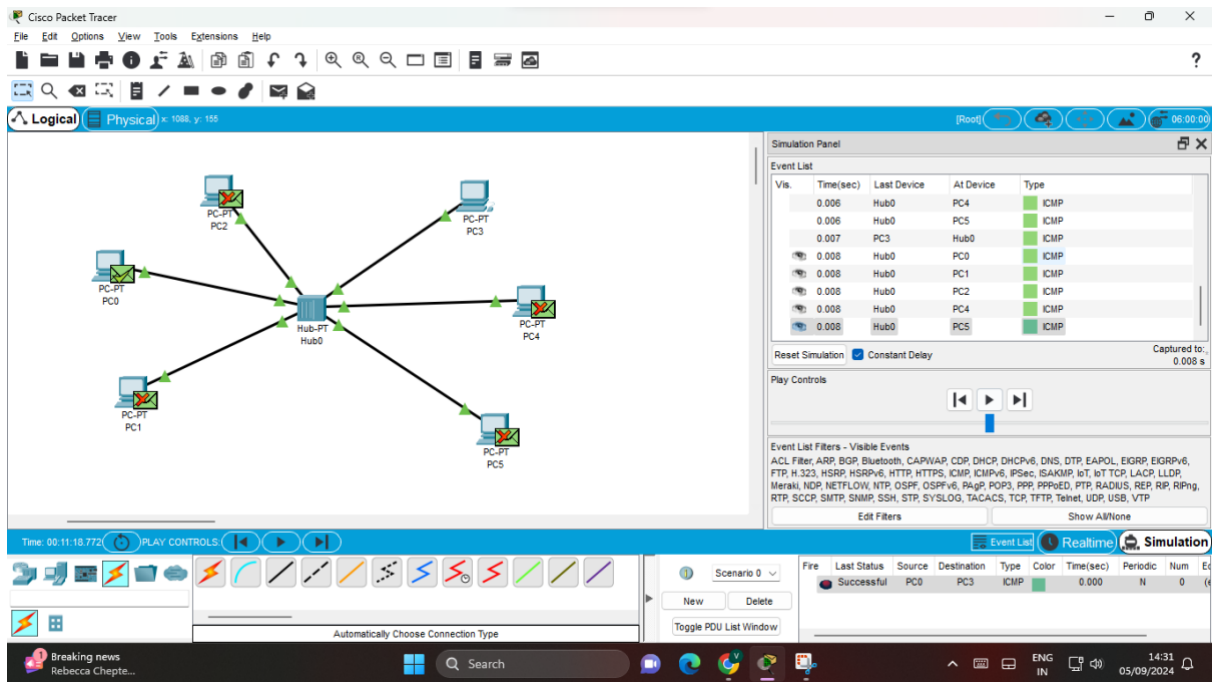 Cisco Packet Tracer
File Edit Options View Tools Extensions Help
?
Logical Physical x: 1088, y: 155 [Root] 06:00:00
PC-PT
PC2
PC-PT
PC3
PC-PT
PC0
Hub-PT
Hub0
PC-PT
PC4
PC-PT
PC1
PC-PT
PC5
Simulation Panel
Event List
Vis. Time(sec) Last Device At Device Type
0.006 Hub0 PC4 ICMP
0.006 Hub0 PC5 ICMP
0.007 PC3 Hub0 ICMP
0.008 Hub0 PC0 ICMP
0.008 Hub0 PC1 ICMP
0.008 Hub0 PC2 ICMP
0.008 Hub0 PC4 ICMP
0.008 Hub0 PC5 ICMP
Reset Simulation Constant Delay
Captured to:
0.008 s
Play Controls
Event List Filters - Visible Events
ACL Filter, ARP, BGP, Bluetooth, CAPWAP, CDP, DHCP, DHCPv6, DNS, DTP, EAPOL, EIGRP, EIGRPv6,
FTP, H.323, HSRP, HSRPv6, HTTP, HTTPS, ICMP, ICMPv6, IPSec, ISAKMP, IoT, IoT TCP, LACP, LLDP,
Meraki, NDP, NETFLOW, NTP, OSPF, OSPFv6, PAgP, POP3, PPP, PPPoED, PTP, RADIUS, REP, RIP, RIPng,
RTP, SCCP, SMTP, SNMP, SSH, STP, SYSLOG, TACACS, TCP, TFTP, Telnet, UDP, USB, VTP
Edit Filters Show All/None
Time: 00:11:18.772 PLAY CONTROLS: Event List Realtime Simulation
Automatically Choose Connection Type
Scenario 0
New Delete
Toggle PDU List Window
Fire Last Status Source Destination Type Color Time(sec) Periodic Num Ed
Successful PC0 PC3 ICMP 0.000 N 0 (e
1 Breaking news
Rebecca Chepte...
Search
V
ENG
IN
14:31
05/09/2024